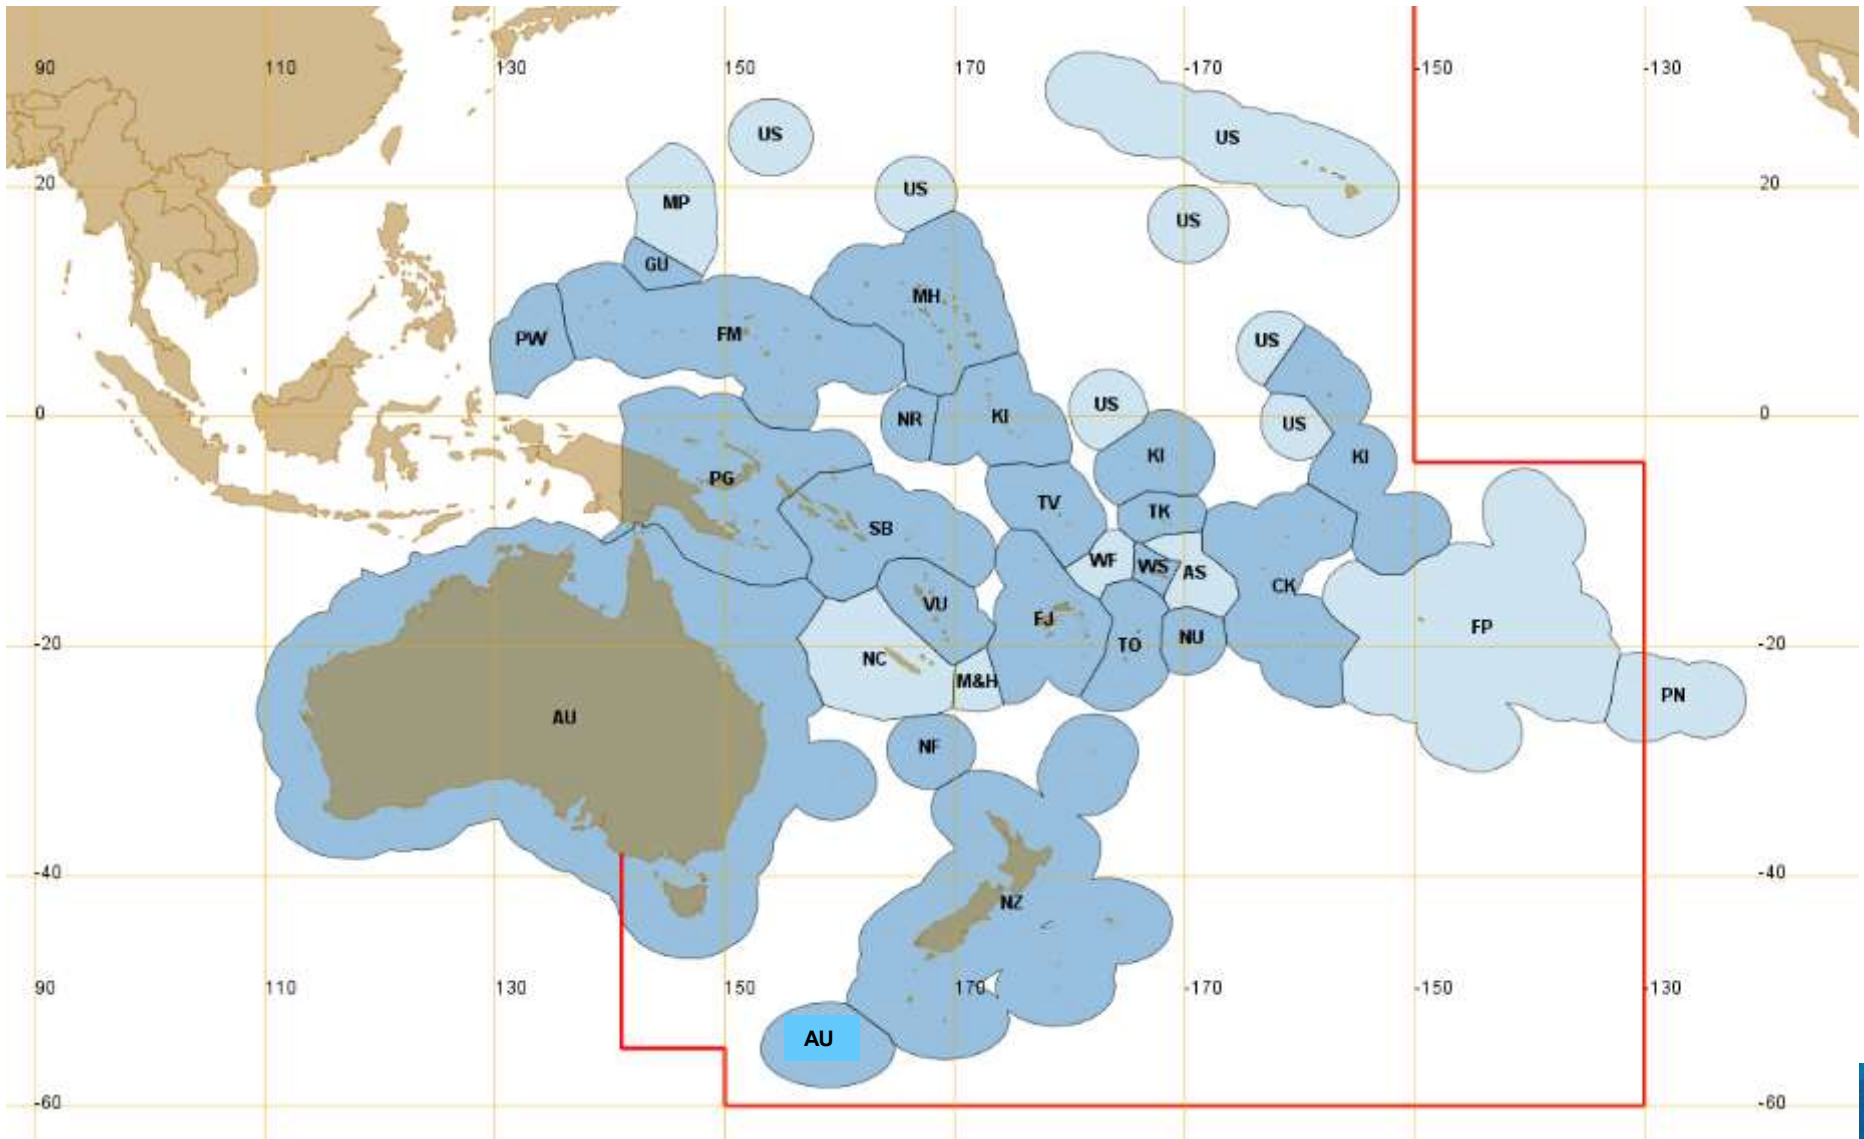 90 110 130 150 170 -170 -150 -130
US
US
MP
20 US 20
US
GU
MH
PW FM US
0 NR KI US US 0
KI KI
PG
TV
SB TK
WF WS AS
CK
VU
FJ FP
-20 TO NU -20
NC
M&H
PN
AU
NF
-40 -40
NZ
90 110 130 150 170 -170 -150 -130
AU
-60 -60